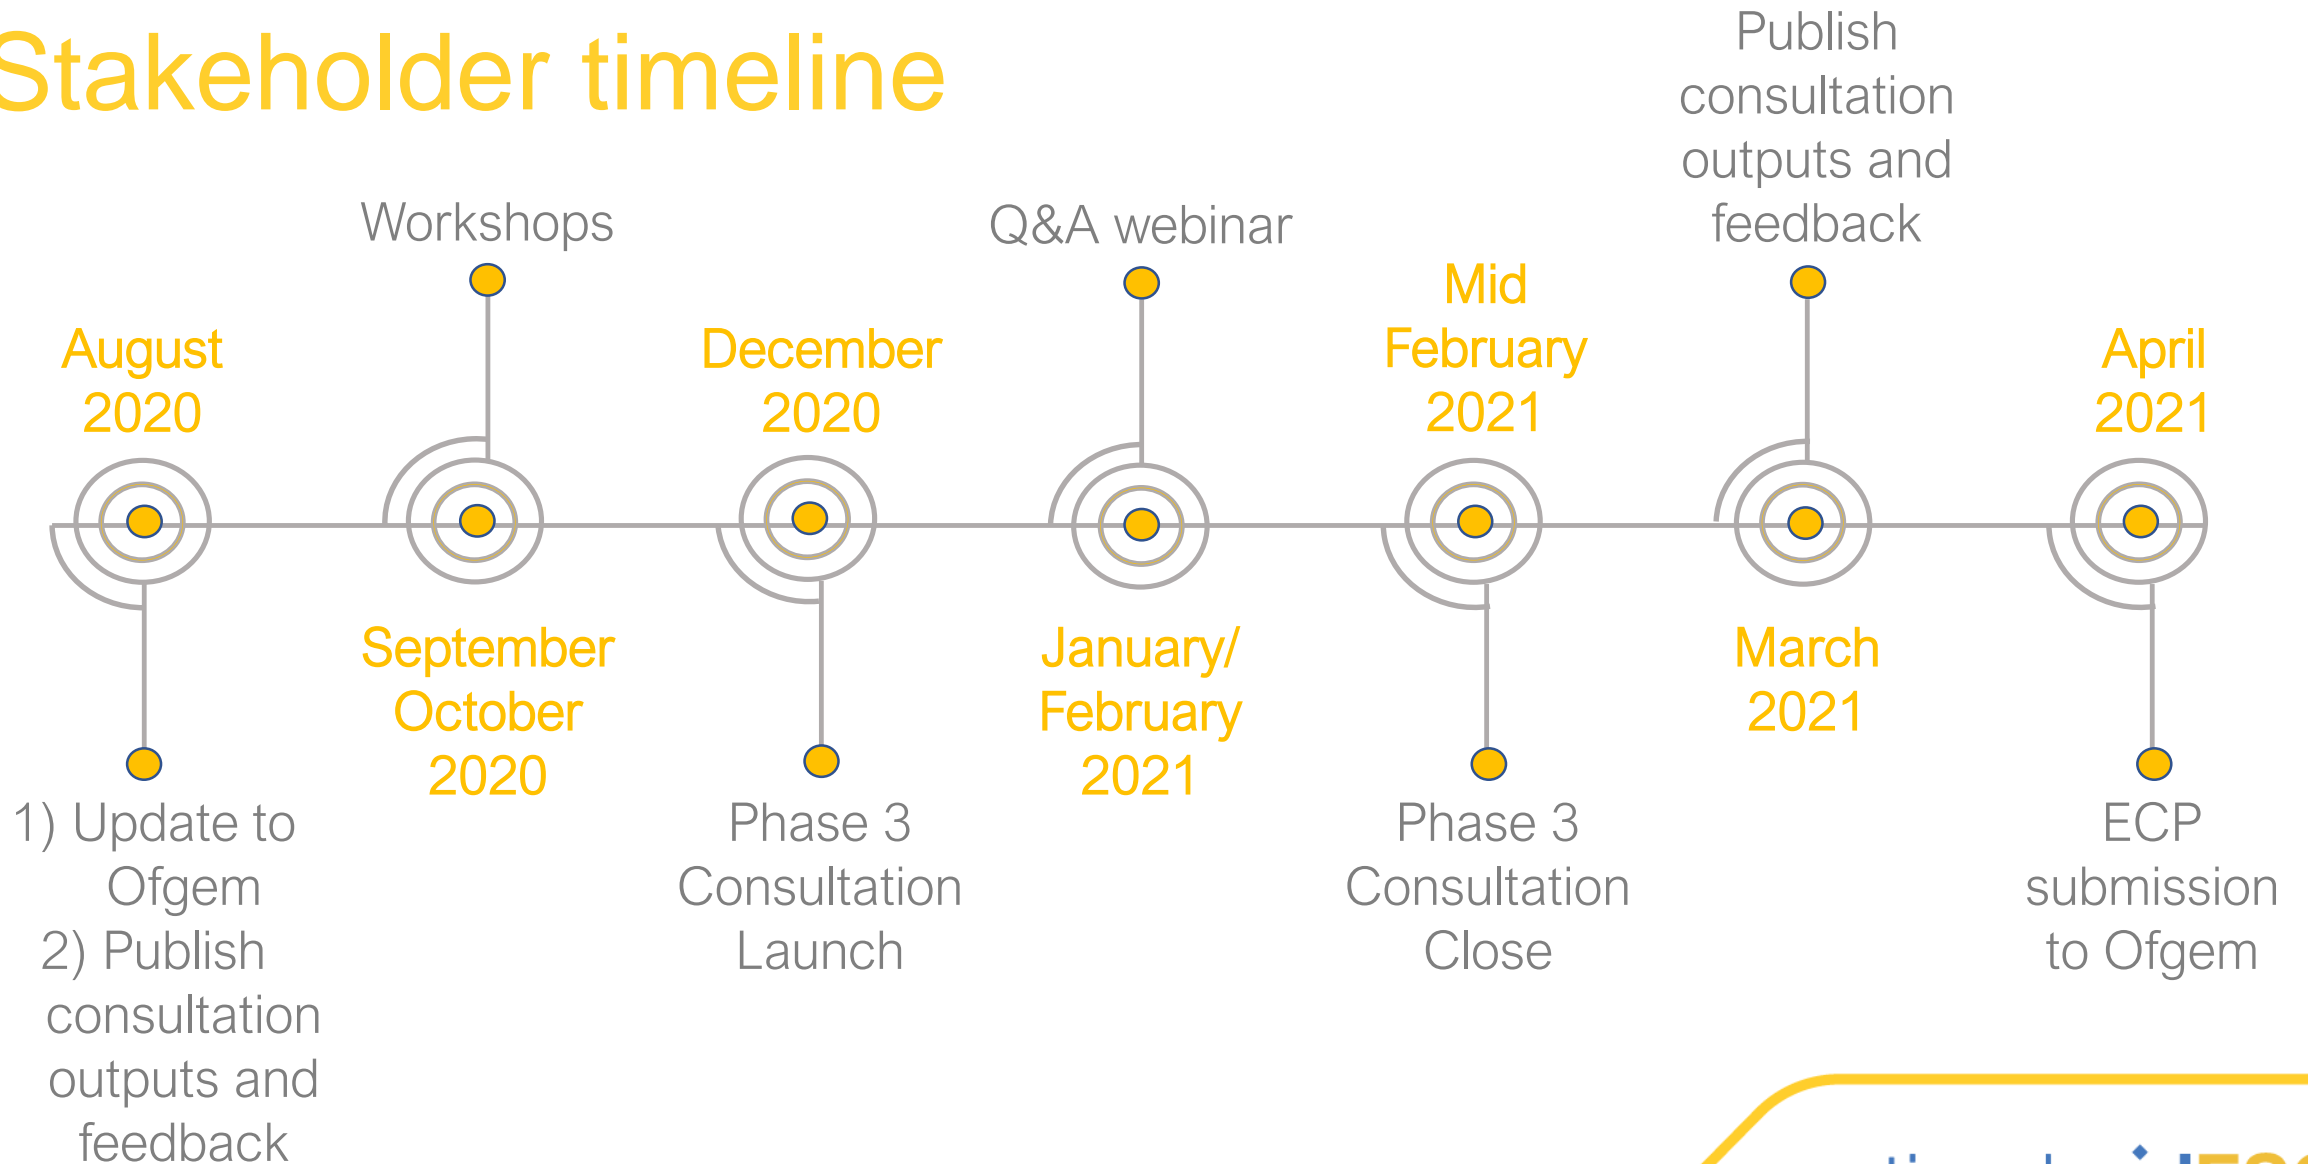 Stakeholder timeline
August
2020
1) Update to
Ofgem
2) Publish
consultation
outputs and
feedback
Workshops
September
October
2020
December
2020
Phase 3
Consultation
Launch
Q&A webinar
January/
February
2021
Mid
February
2021
Phase 3
Consultation
Close
Publish
consultation
outputs and
feedback
March
2021
April
2021
ECP
submission
to Ofgem